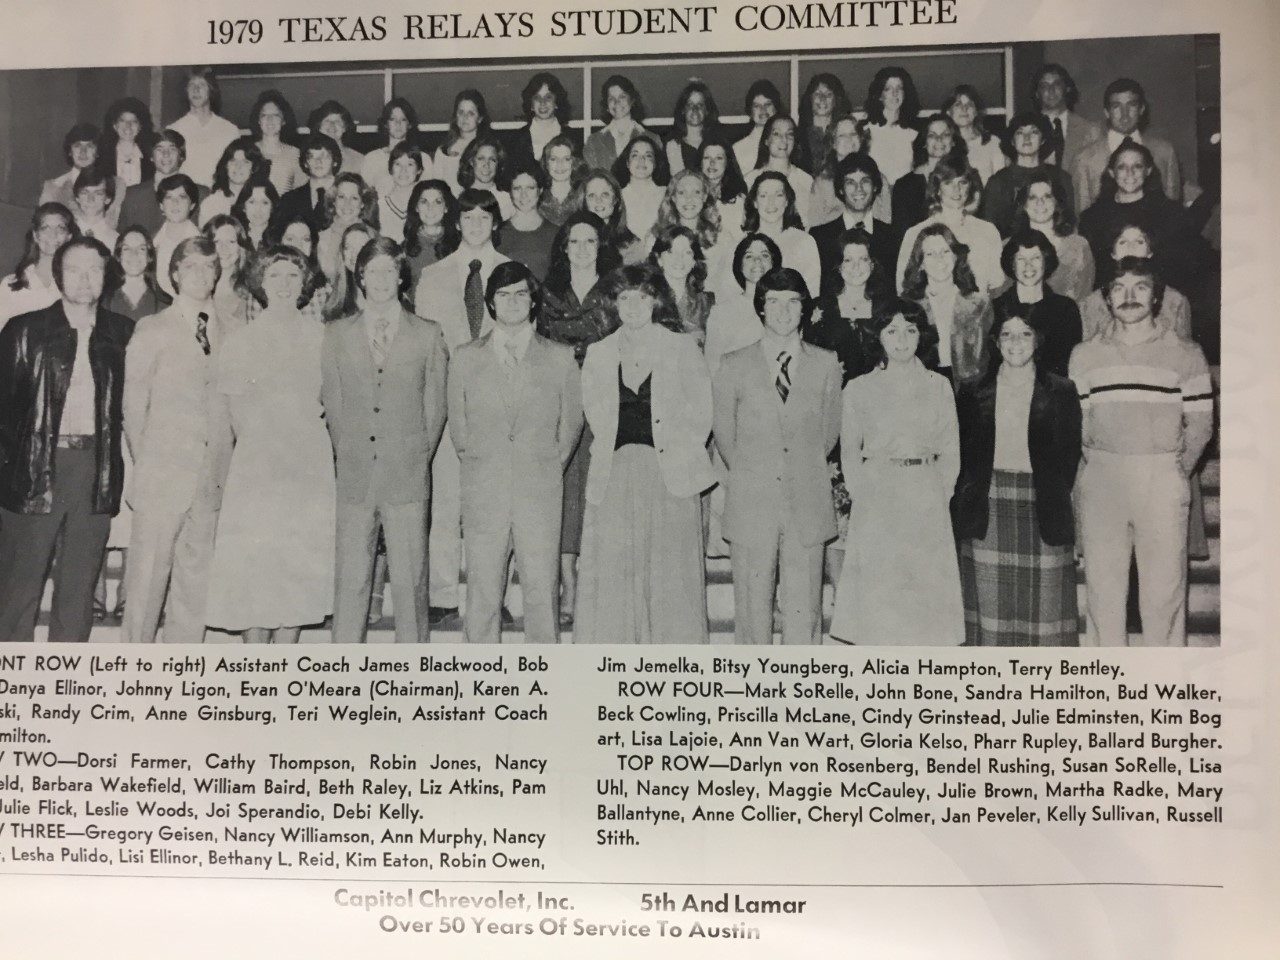 1979 TEXAS RELAYS STUDENT COMMITTEE
NT ROW (Left to right) Assistant Coach James Blackwood, Bob
Danya Ellinor, Johnny Ligon, Evan O'Meara (Chairman), Karen A.
ski, Randy Crim, Anne Ginsburg, Teri Weglein, Assistant Coach
milton.
TWO—Dorsi Farmer, Cathy Thompson, Robin Jones, Nancy
eld, Barbara Wakefield, William Baird, Beth Raley, Liz Atkins, Pam
Julie Flick, Leslie Woods, Joi Sperandio, Debi Kelly.
THREE—Gregory Geisen, Nancy Williamson, Ann Murphy, Nancy
, Lesha Pulido, Lisi Ellinor, Bethany L. Reid, Kim Eaton, Robin Owen,
Jim Jemelka, Bitsy Youngberg, Alicia Hampton, Terry Bentley.
ROW FOUR—Mark SoRelle, John Bone, Sandra Hamilton, Bud Walker,
Beck Cowling, Priscilla McLane, Cindy Grinstead, Julie Edminsten, Kim Bog
art, Lisa Lajoie, Ann Van Wart, Gloria Kelso, Pharr Rupley, Ballard Burgher.
TOP ROW—Darlyn von Rosenberg, Bendel Rushing, Susan SoRelle, Lisa
Uhl, Nancy Mosley, Maggie McCauley, Julie Brown, Martha Radke, Mary
Ballantyne, Anne Collier, Cheryl Colmer, Jan Peveler, Kelly Sullivan, Russell
Stith.
Capitol Chrevolet, Inc. 5th And Lamar
Over 50 Years Of Service To Austin